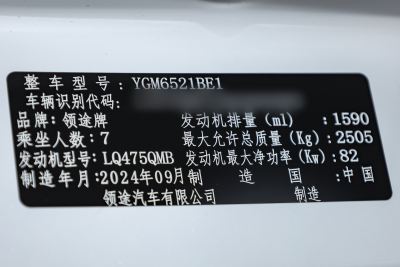 整车型号：YGM6521BE1
车辆识别代码：
品牌：领途牌 发动机排量（ml）：1590
乘坐人数：7 最大允许总质量（Kg）：2505
发动机型号：LQ475QMB 发动机最大净功率（Kw）：82
制造年月：2024年09月 制造国：中国
领途汽车有限公司 制造